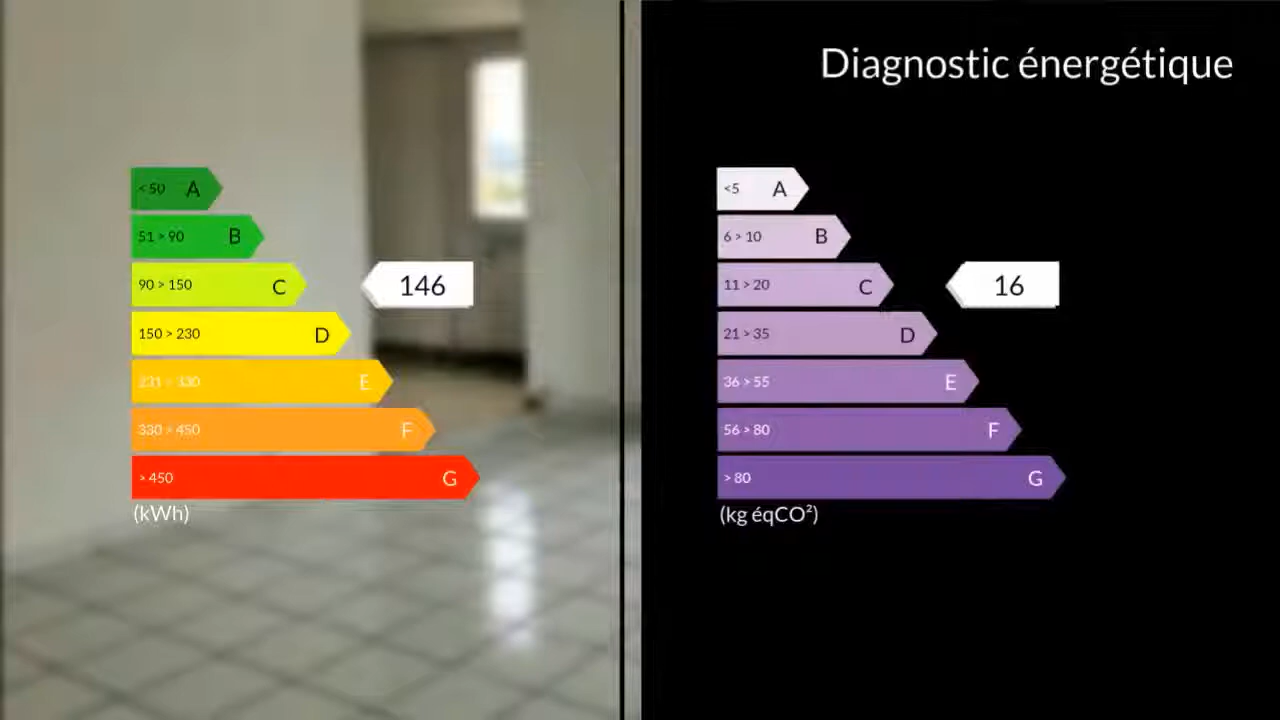 Diagnostic énergétique
<50 A
51 > 90 B
90 > 150 C
146
150 > 230 D
231 > 330 E
330 > 450 F
> 450 G
(kWh)
<5 A
6 > 10 B
11 > 20 C
16
21 > 35 D
36 > 55 E
56 > 80 F
> 80 G
(kg éqCO²)